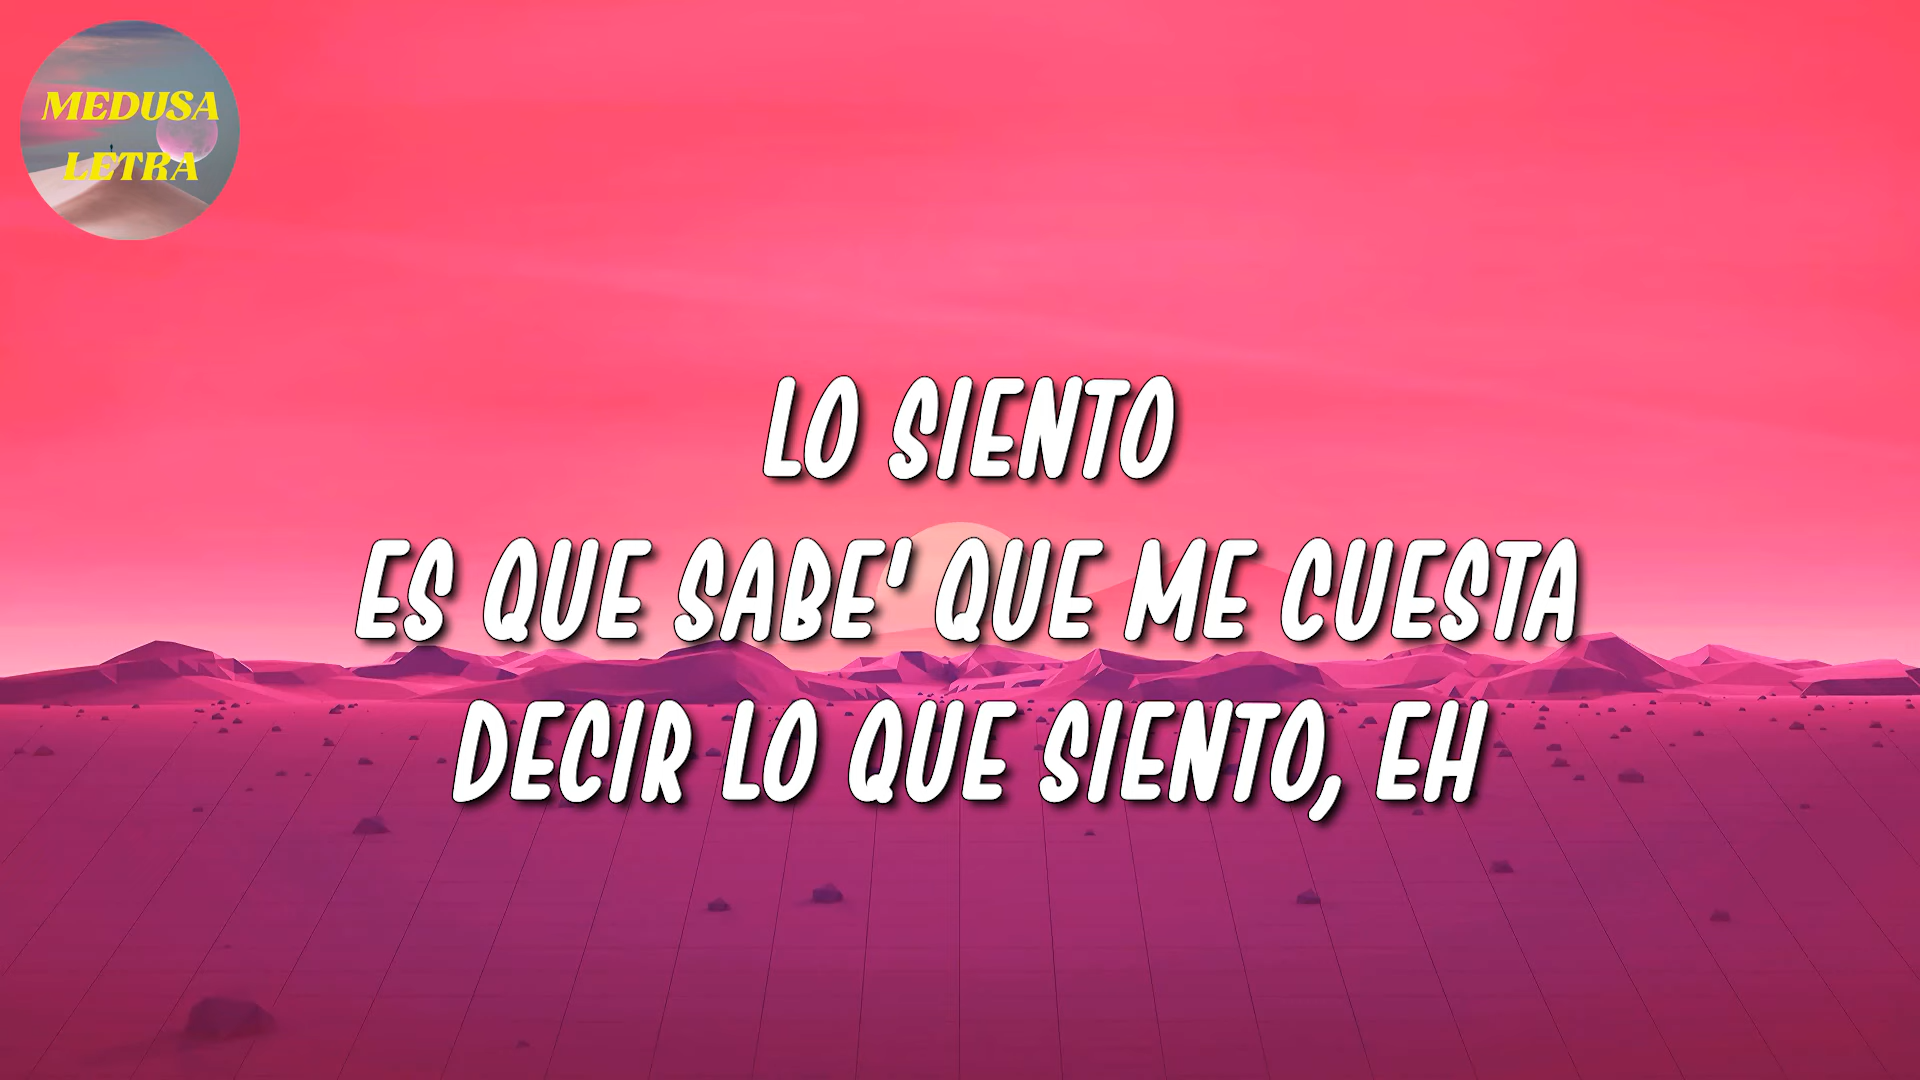 MEDUSA
LETRA
LO SIENTO
ES QUE SABE' QUE ME CUESTA
DECIR LO QUE SIENTO, EH